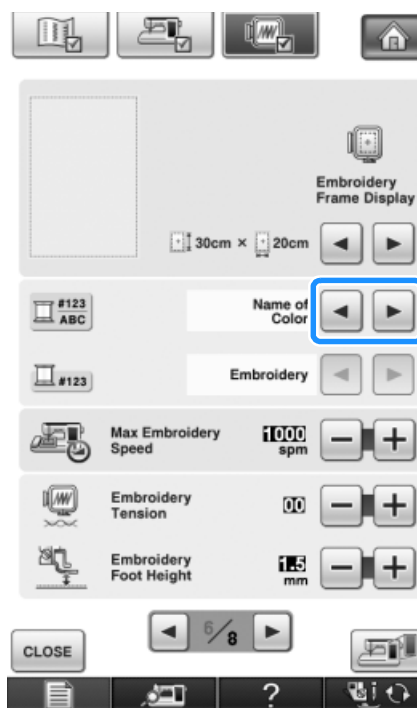 Embroidery
Frame Display
30cm × 20cm
#123
ABC
Name of
Color
#123
Embroidery
Max Embroidery
Speed
1000
spm
Embroidery
Tension
00
Embroidery
Foot Height
1.5
mm
6/8
CLOSE
?